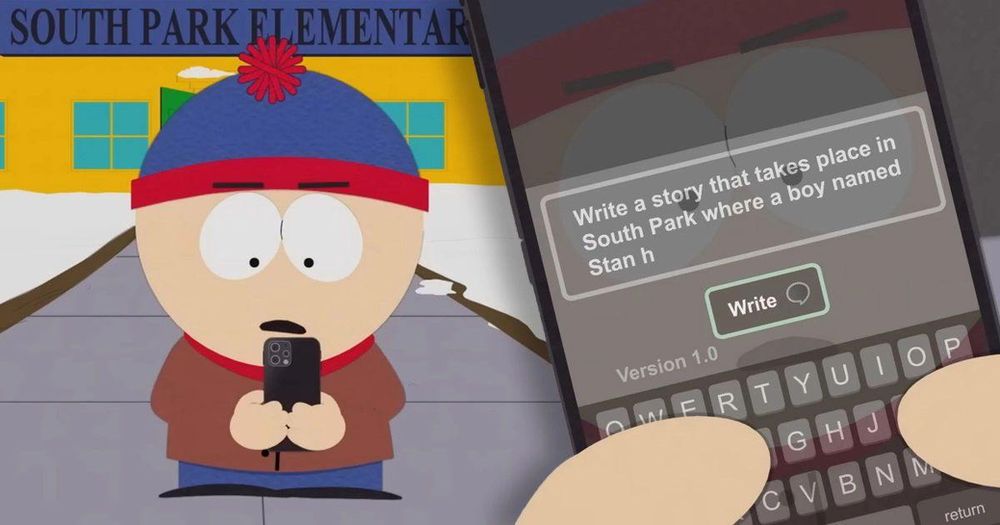 SOUTH PARK ELEMENTAR
Write a story that takes place in
South Park where a boy named
Stan h
Write
Version 1.0
Q W E R T Y U I O P
G H J
C V B N M
return